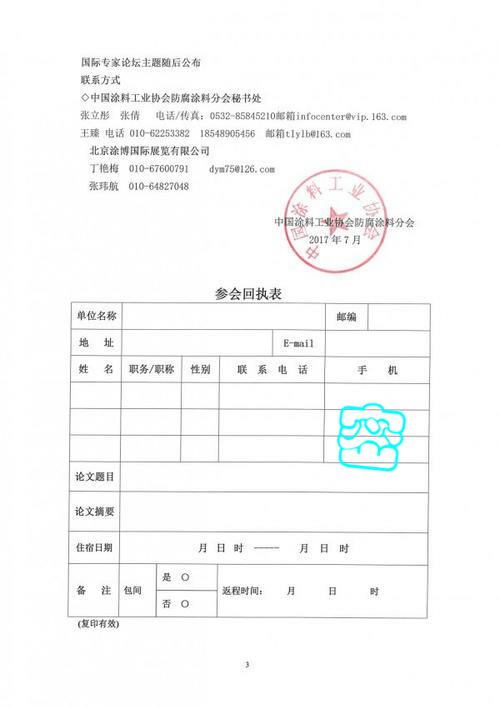 国际专家论坛主题随后公布
联系方式
◇中国涂料工业协会防腐涂料分会秘书处
张立彤 张倩 电话/传真：0532-85845210邮箱infocenter@vip.163.com
王臻 电话 010-62253382 18548905456 邮箱tlylb@163.com
北京涂博国际展览有限公司
丁艳梅 010-67600791 dym75@126.com
张玮航 010-64827048
中国涂料工业协会
中国涂料工业协会防腐涂料分会
2017 年 7 月
参会回执表
单位名称 邮编
地 址 E-mail
姓 名 职务/职称 性别 联 系 电 话 手 机
论文题目
论文摘要
住宿日期 月 日 时 ----- 月 日 时
备 注 包间 是 〇
否 〇
返程时间： 月 日 时
(复印有效)
3